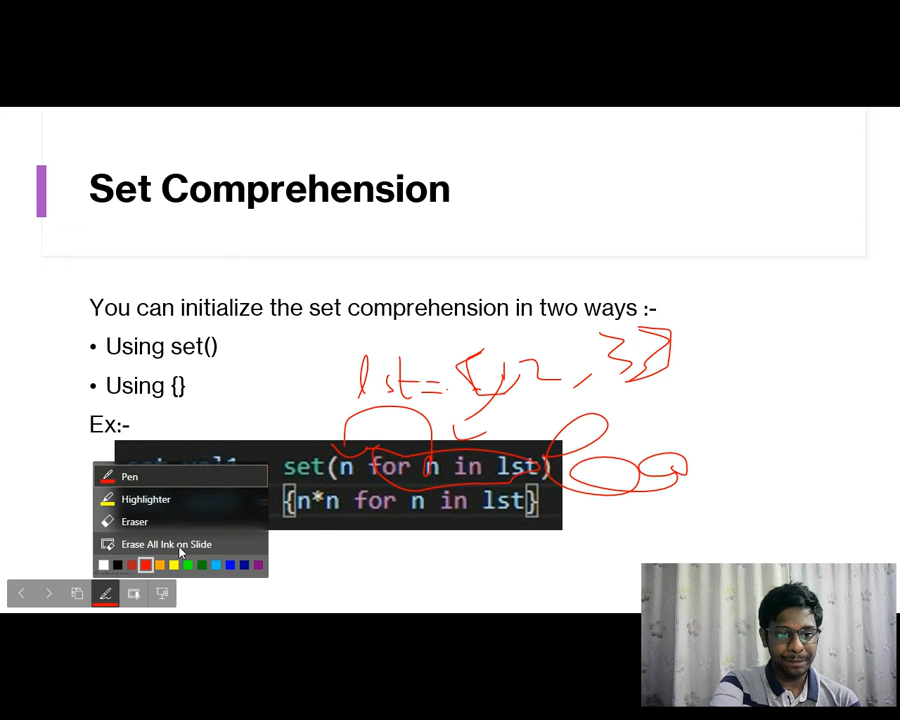 Set Comprehension
You can initialize the set comprehension in two ways :-
• Using set()
• Using {}
lst = [1, 2, 3]
Ex:-
set(n for n in lst)
{n*n for n in lst}
Pen
Highlighter
Eraser
Erase All Ink on Slide